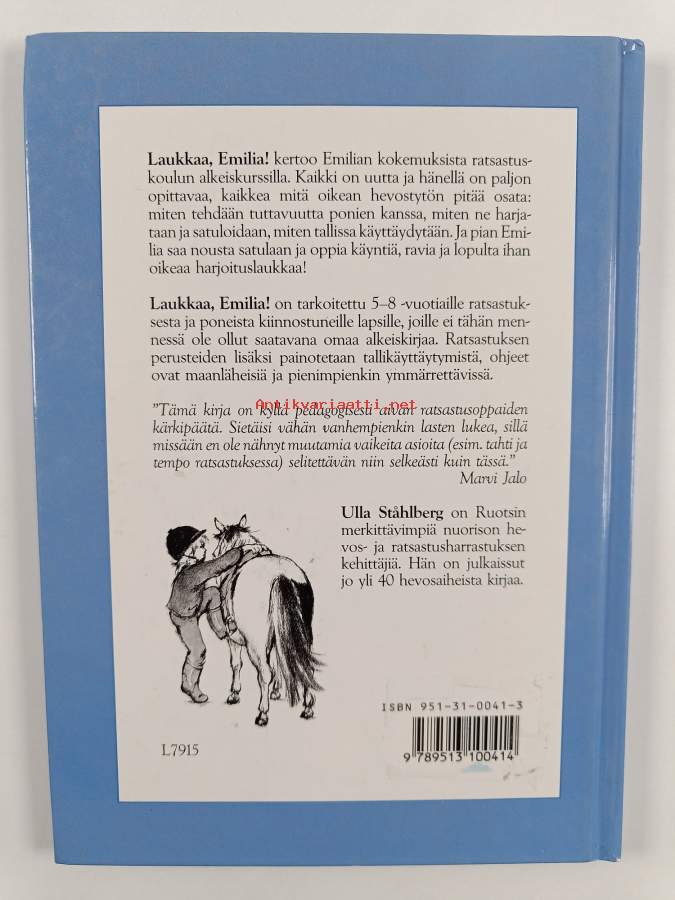 Laukkaa, Emilia! kertoo Emilian kokemuksista ratsastus-
koulun alkeiskurssilla. Kaikki on uutta ja hänellä on paljon
opittavaa, kaikkea mitä oikean hevostytön pitää osata:
miten tehdään tuttavuutta ponien kanssa, miten ne harja-
taan ja satuloidaan, miten tallissa käyttäydytään. Ja pian Emi-
lia saa nousta satulaan ja oppia käyntiä, ravia ja lopulta ihan
oikeaa harjoituslaukkaa!
Laukkaa, Emilia! on tarkoitettu 5–8 -vuotiaille ratsastuk-
sesta ja poneista kiinnostuneille lapsille, joille ei tähän men-
nessä ole ollut saatavana omaa alkeiskirjaa. Ratsastuksen
perusteiden lisäksi painotetaan tallikäyttäytymistä, ohjeet
ovat maanläheisiä ja pienimpienkin ymmärrettävissä.
Antikvariaatti.net
"Tämä kirja on kyllä pedagogisesti aivan ratsastusoppaiden
kärkipäätä. Sietäisi vähän vanhempienkin lasten lukea, sillä
missään en ole nähnyt muutamia vaikeita asioita (esim. tahti ja
tempo ratsastuksessa) selitettävän niin selkeästi kuin tässä."
Marvi Jalo
Ulla Ståhlberg on Ruotsin
merkittävimpiä nuorison he-
vos- ja ratsastusharrastuksen
kehittäjiä. Hän on julkaissut
jo yli 40 hevosaiheista kirjaa.
ISBN 951-31-0041-3
9 789513 100414
L7915